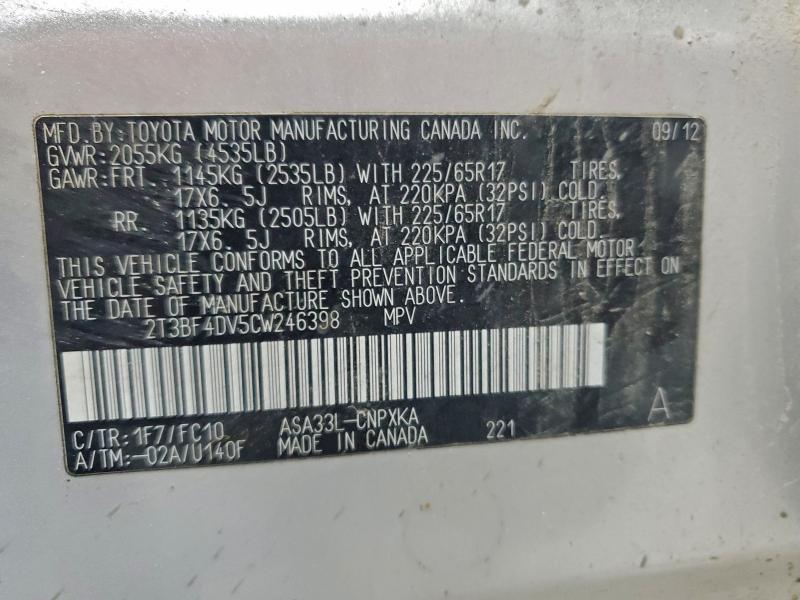 MFD.BY:TOYOTA MOTOR MANUFACTURING CANADA INC. 09/12
GVWR:2055KG (4535LB)
GAWR:FRT. 1145KG (2535LB) WITH 225/65R17 TIRES,
17X6. 5J RIMS, AT 220KPA (32PSI) COLD.
RR. 1135KG (2505LB) WITH 225/65R17 TIRES,
17X6. 5J RIMS, AT 220KPA (32PSI) COLD.
THIS VEHICLE CONFORMS TO ALL APPLICABLE FEDERAL MOTOR
VEHICLE SAFETY AND THEFT PREVENTION STANDARDS IN EFFECT ON
THE DATE OF MANUFACTURE SHOWN ABOVE.
2T3BF4DV5CW246398 MPV
C/TR:1F7/FC10 ASA33L-CNPXKA 221 A
A/TM:-02A/U140F MADE IN CANADA